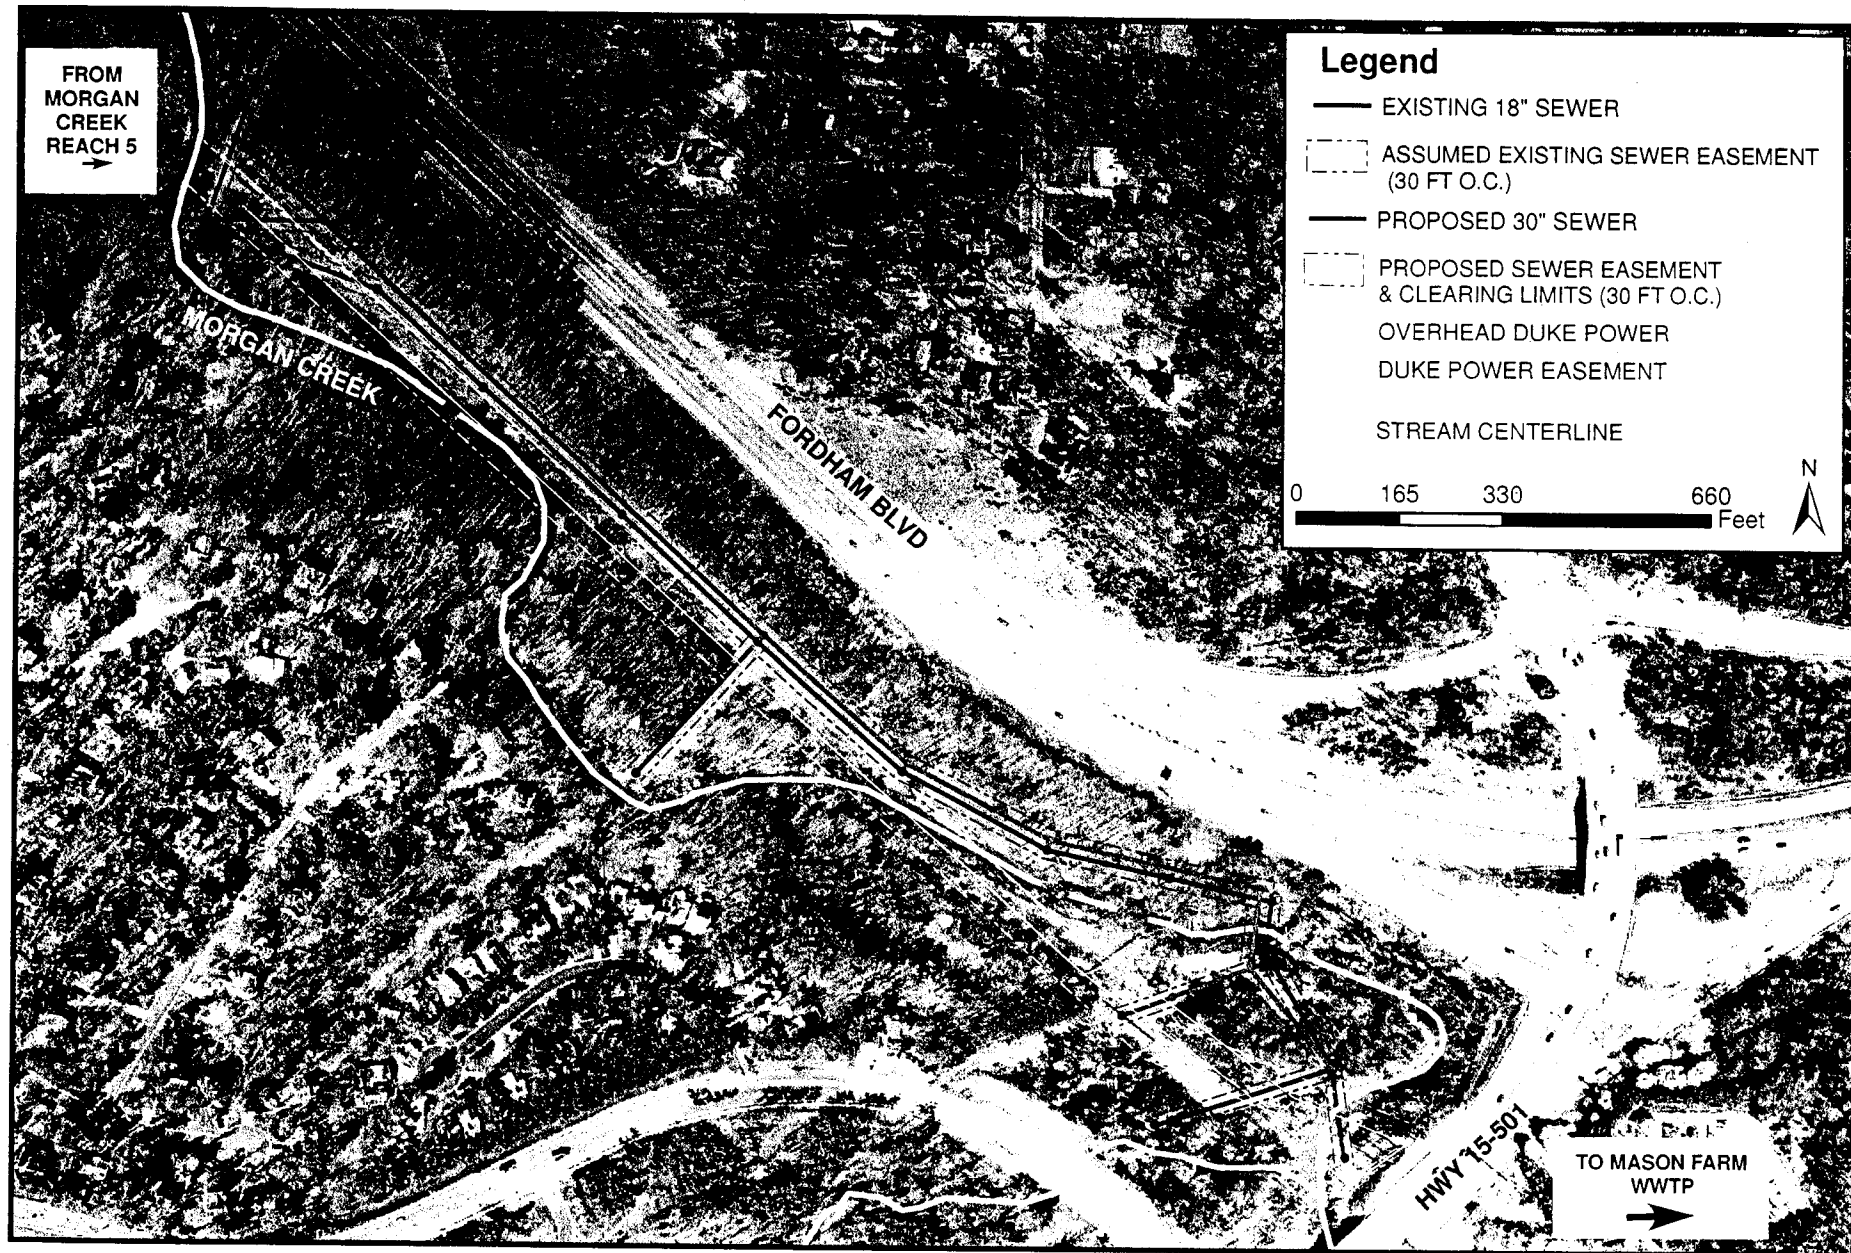 FROM
MORGAN
CREEK
REACH 5
Legend
EXISTING 18" SEWER
ASSUMED EXISTING SEWER EASEMENT
(30 FT O.C.)
PROPOSED 30" SEWER
PROPOSED SEWER EASEMENT
& CLEARING LIMITS (30 FT O.C.)
OVERHEAD DUKE POWER
DUKE POWER EASEMENT
STREAM CENTERLINE
N
0 165 330 660
Feet
MORGAN CREEK
FORDHAM BLVD
HWY 15-501
TO MASON FARM
WWTP